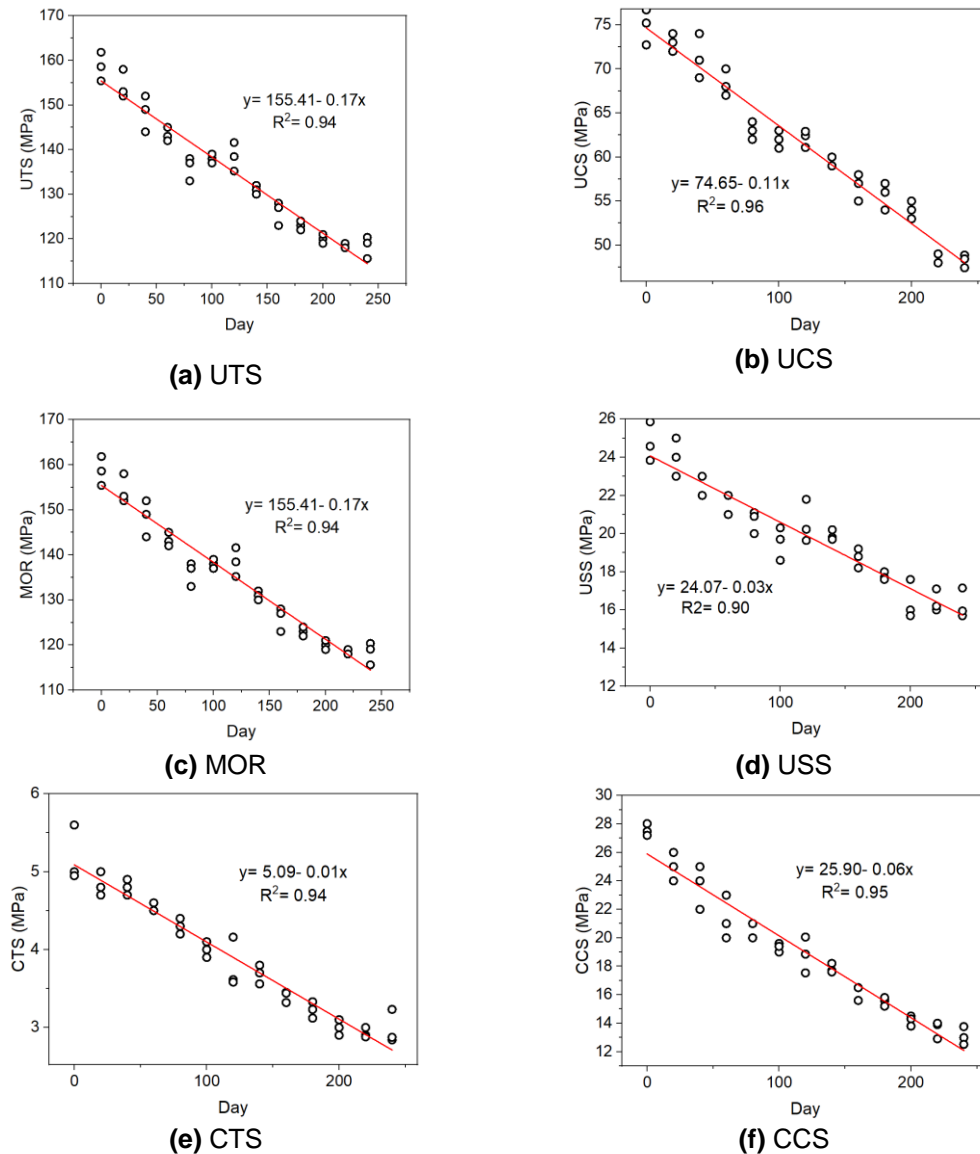 170
160
150
140
130
120
110
UTS (MPa)
y= 155.41- 0.17x
R²= 0.94
0 50 100 150 200 250
Day
(a) UTS
75
70
65
60
55
50
UCS (MPa)
y= 74.65- 0.11x
R²= 0.96
0 100 200
Day
(b) UCS
170
160
150
140
130
120
110
MOR (MPa)
y= 155.41- 0.17x
R²= 0.94
0 50 100 150 200 250
Day
(c) MOR
26
24
22
20
18
16
14
12
USS (MPa)
y= 24.07- 0.03x
R2= 0.90
0 100 200
Day
(d) USS
6
5
4
3
CTS (MPa)
y= 5.09- 0.01x
R²= 0.94
0 100 200
Day
(e) CTS
30
28
26
24
22
20
18
16
14
12
CCS (MPa)
y= 25.90- 0.06x
R²= 0.95
0 100 200
Day
(f) CCS